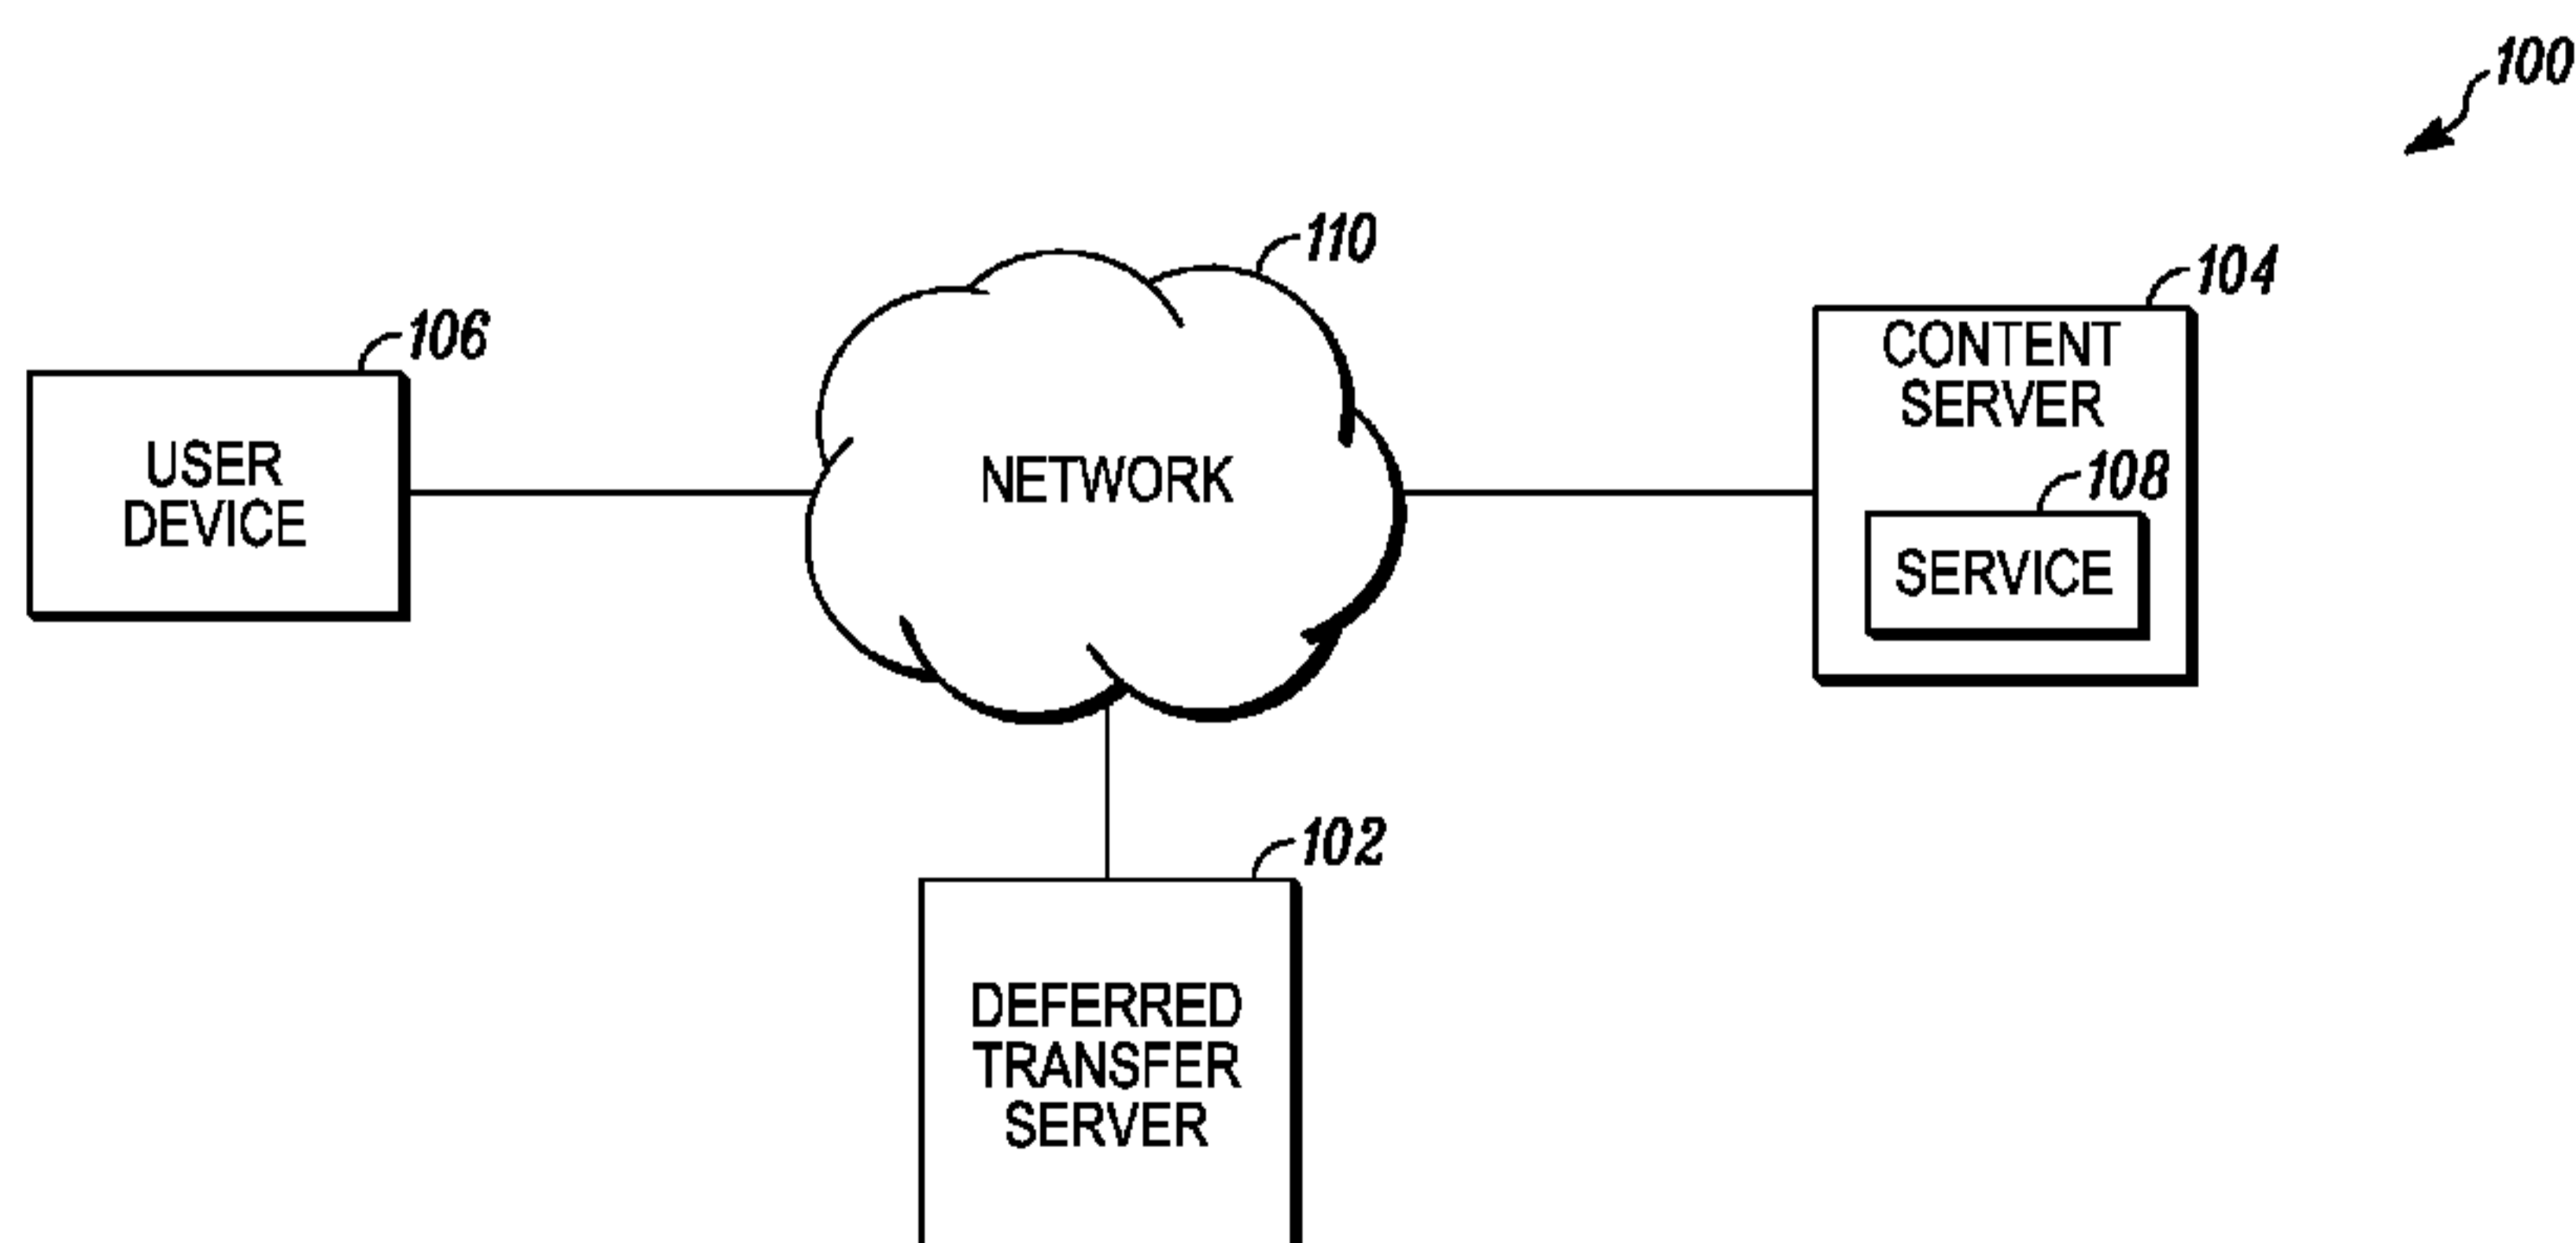 100
110
104
CONTENT
SERVER
106
USER
DEVICE
NETWORK
108
SERVICE
102
DEFERRED
TRANSFER
SERVER